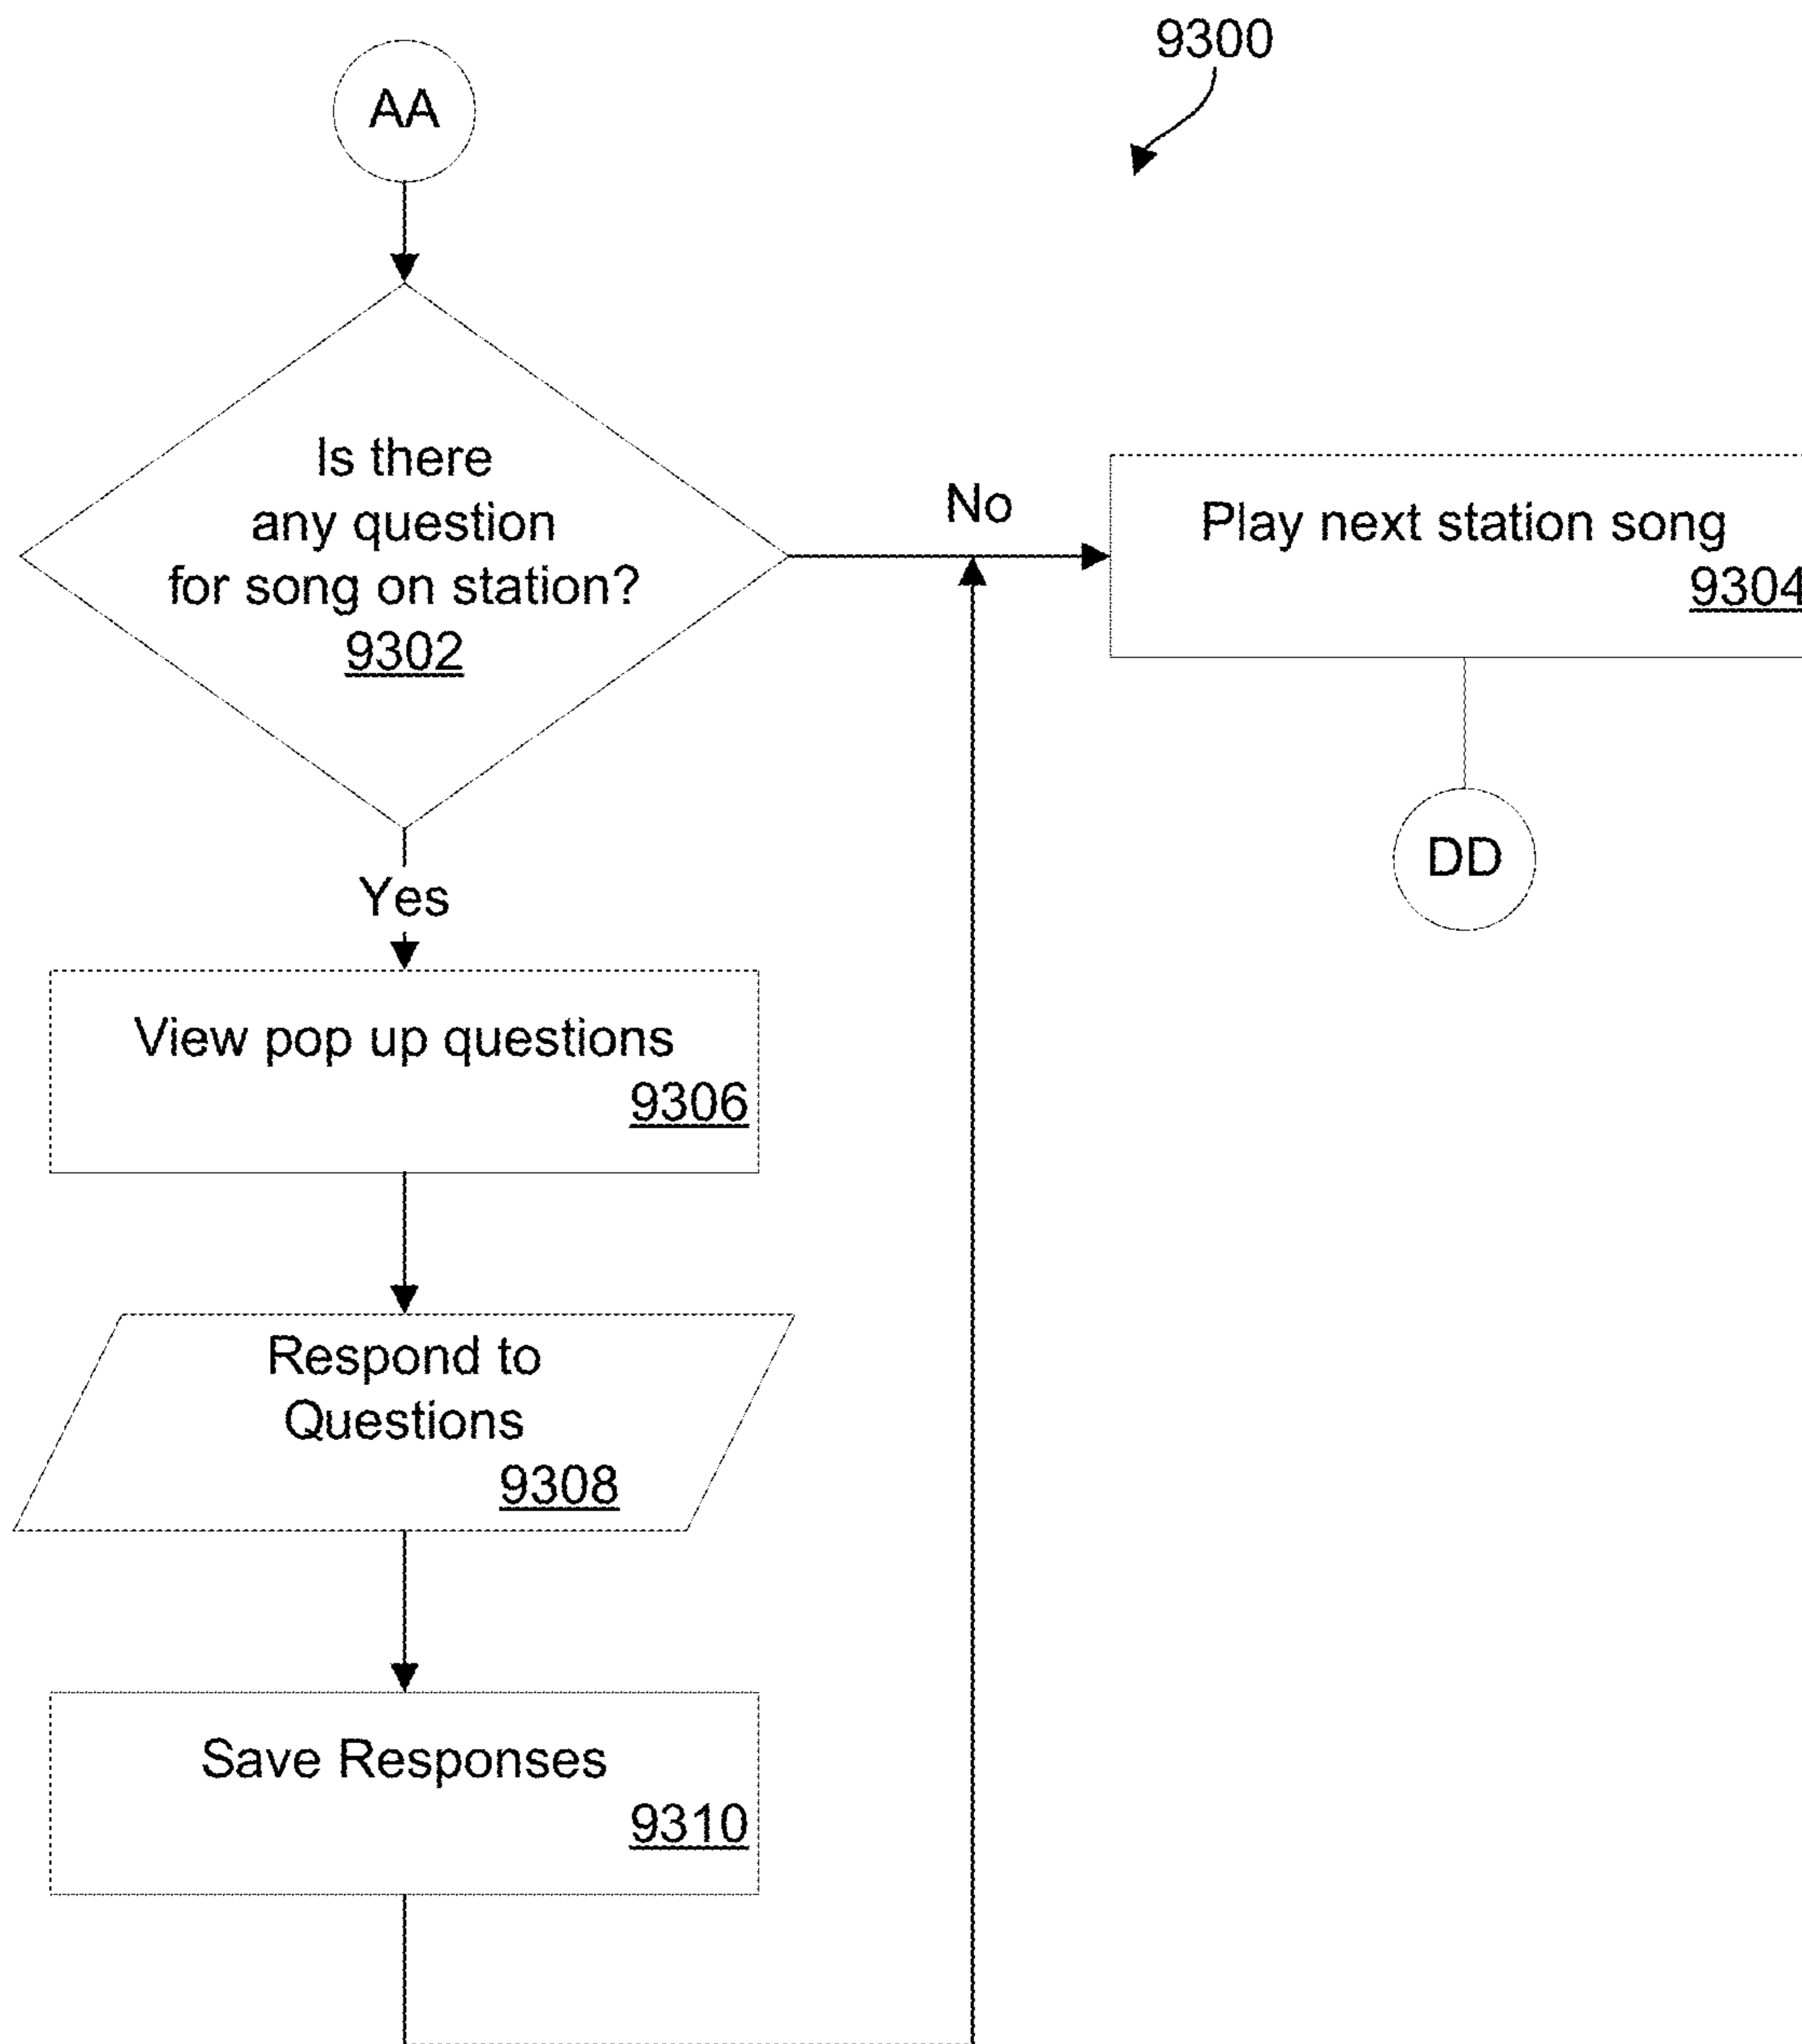 9300
AA
Is there
any question
for song on station?
9302
No
Play next station song
9304
DD
Yes
View pop up questions
9306
Respond to
Questions
9308
Save Responses
9310